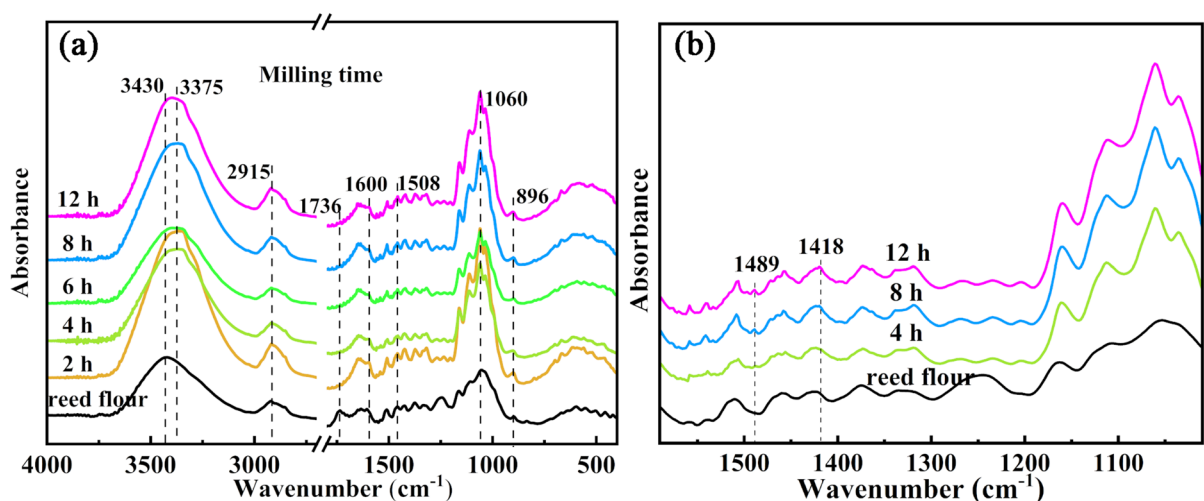 (a)
Milling time
3430
3375
2915
1736
1600
1508
1060
896
12 h
8 h
6 h
4 h
2 h
reed flour
Absorbance
4000
3500
3000
1500
1000
500
Wavenumber (cm⁻¹)
(b)
1489
1418
12 h
8 h
4 h
reed flour
Absorbance
1500
1400
1300
1200
1100
Wavenumber (cm⁻¹)